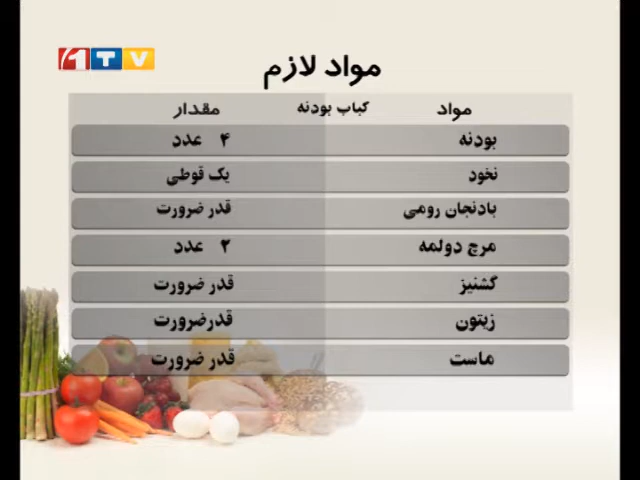 1TV
مواد لازم
مواد کباب بودنه مقدار
بودنه ۴ عدد
نخود یک قوطی
بادنجان رومی قدر ضرورت
مرچ دولمه ۲ عدد
گشنیز قدر ضرورت
زیتون قدرضرورت
ماست قدر ضرورت